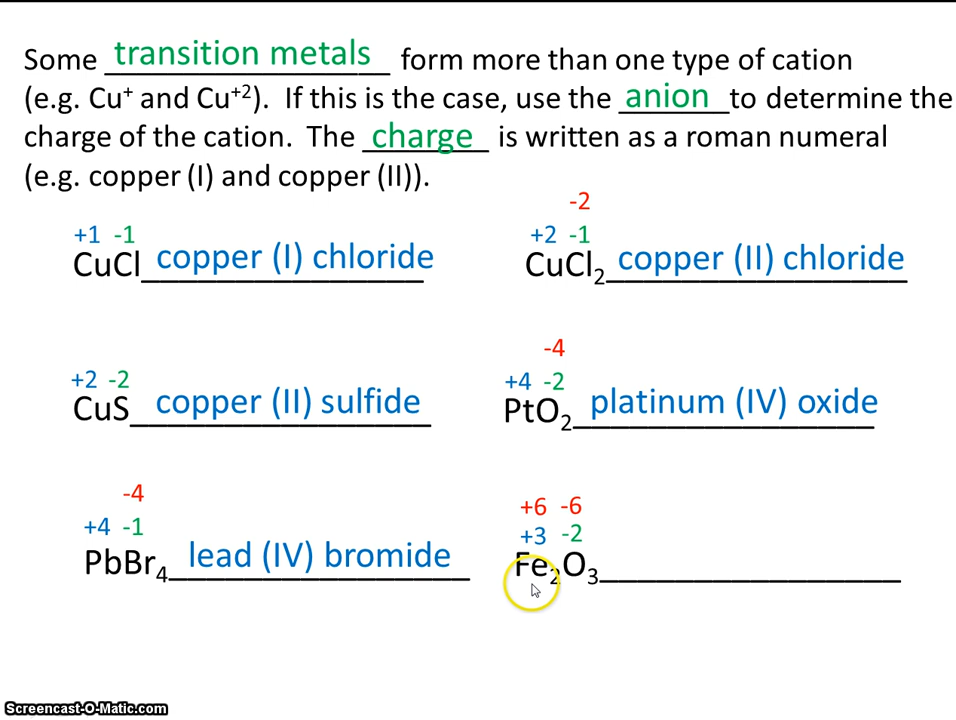 Some transition metals form more than one type of cation
(e.g. Cu⁺ and Cu⁺²). If this is the case, use the anion to determine the
charge of the cation. The charge is written as a roman numeral
(e.g. copper (I) and copper (II)).
-2
+1 -1 +2 -1
CuCl copper (I) chloride CuCl₂ copper (II) chloride
-4
+2 -2 +4 -2
CuS copper (II) sulfide PtO₂ platinum (IV) oxide
-4 +6 -6
+4 -1 +3 -2
PbBr₄ lead (IV) bromide Fe₂O₃
Screencast-O-Matic.com